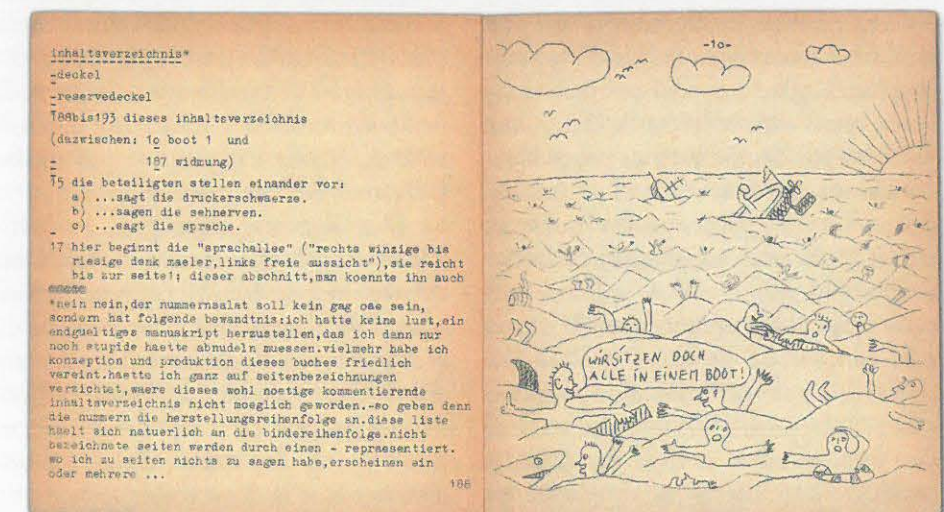 inhaltsverzeichnis*
-deckel
-reservedeckel
188bis193 dieses inhaltsverzeichnis
(dazwischen: 1o boot 1 und
- 187 widmung)
15 die beteiligten stellen einander vor:
a) ...sagt die druckerschwaerze.
b) ...sagen die sehnerven.
c) ...sagt die sprache.
-
17 hier beginnt die "sprachallee" ("rechts winzige bis
riesige denk maeler,links freie aussicht"),sie reicht
bis zur seite1; dieser abschnitt,man koennte ihn auch
*nein nein,der nummernsalat soll kein gag oae sein,
sondern hat folgende bewandtnis:ich hatte keine lust,ein
endgueltiges manuskript herzustellen,das ich dann nur
noch stupide haette abnudeln muessen.vielmehr habe ich
konzeption und produktion dieses buches friedlich
vereint.haette ich ganz auf seitenbezeichnungen
verzichtet,waere dieses wohl noetige kommentierende
inhaltsverzeichnis nicht moeglich geworden.-so geben denn
die nummern die herstellungsreihenfolge an.diese liste
haelt sich natuerlich an die bindereihenfolge.nicht
bezeichnete seiten werden durch einen - repraesentiert.
wo ich zu seiten nichts zu sagen habe,erscheinen ein
oder mehrere ...
188
-1o-
WIR SITZEN DOCH
ALLE IN EINEM BOOT!